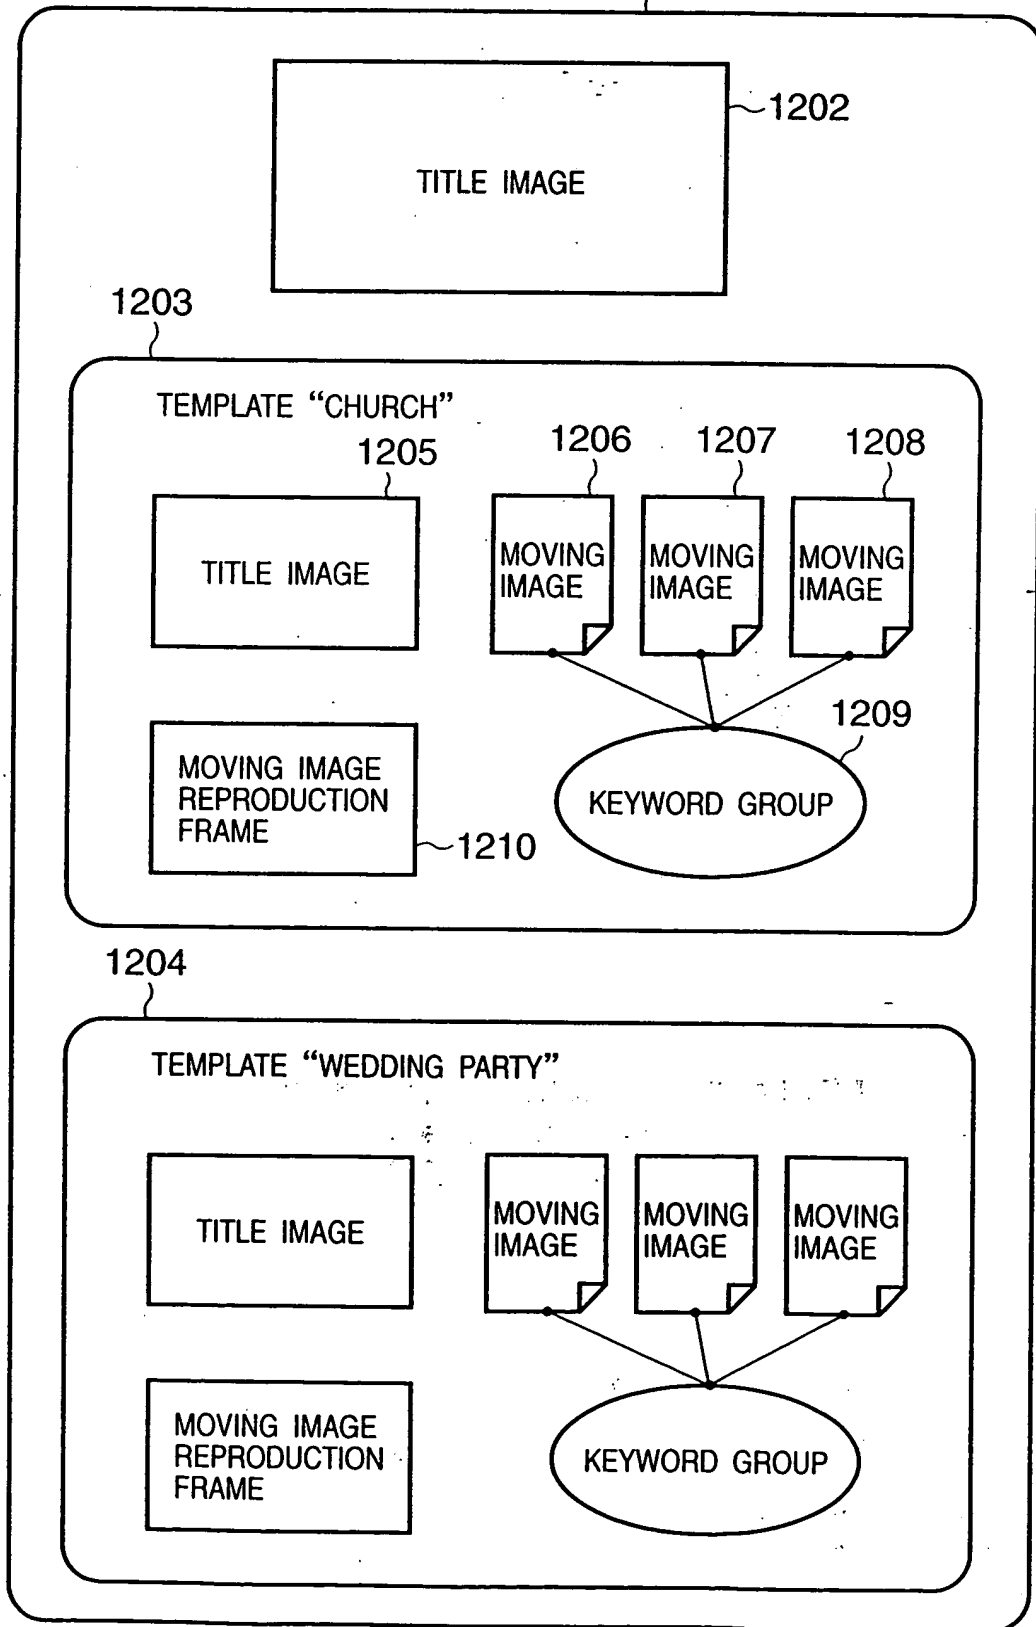 1202
TITLE IMAGE
1203
TEMPLATE “CHURCH”
1205
1206
1207
1208
TITLE IMAGE
MOVING
IMAGE
MOVING
IMAGE
MOVING
IMAGE
1209
MOVING IMAGE
REPRODUCTION
FRAME
KEYWORD GROUP
1210
1204
TEMPLATE “WEDDING PARTY”
TITLE IMAGE
MOVING
IMAGE
MOVING
IMAGE
MOVING
IMAGE
MOVING IMAGE
REPRODUCTION
FRAME
KEYWORD GROUP